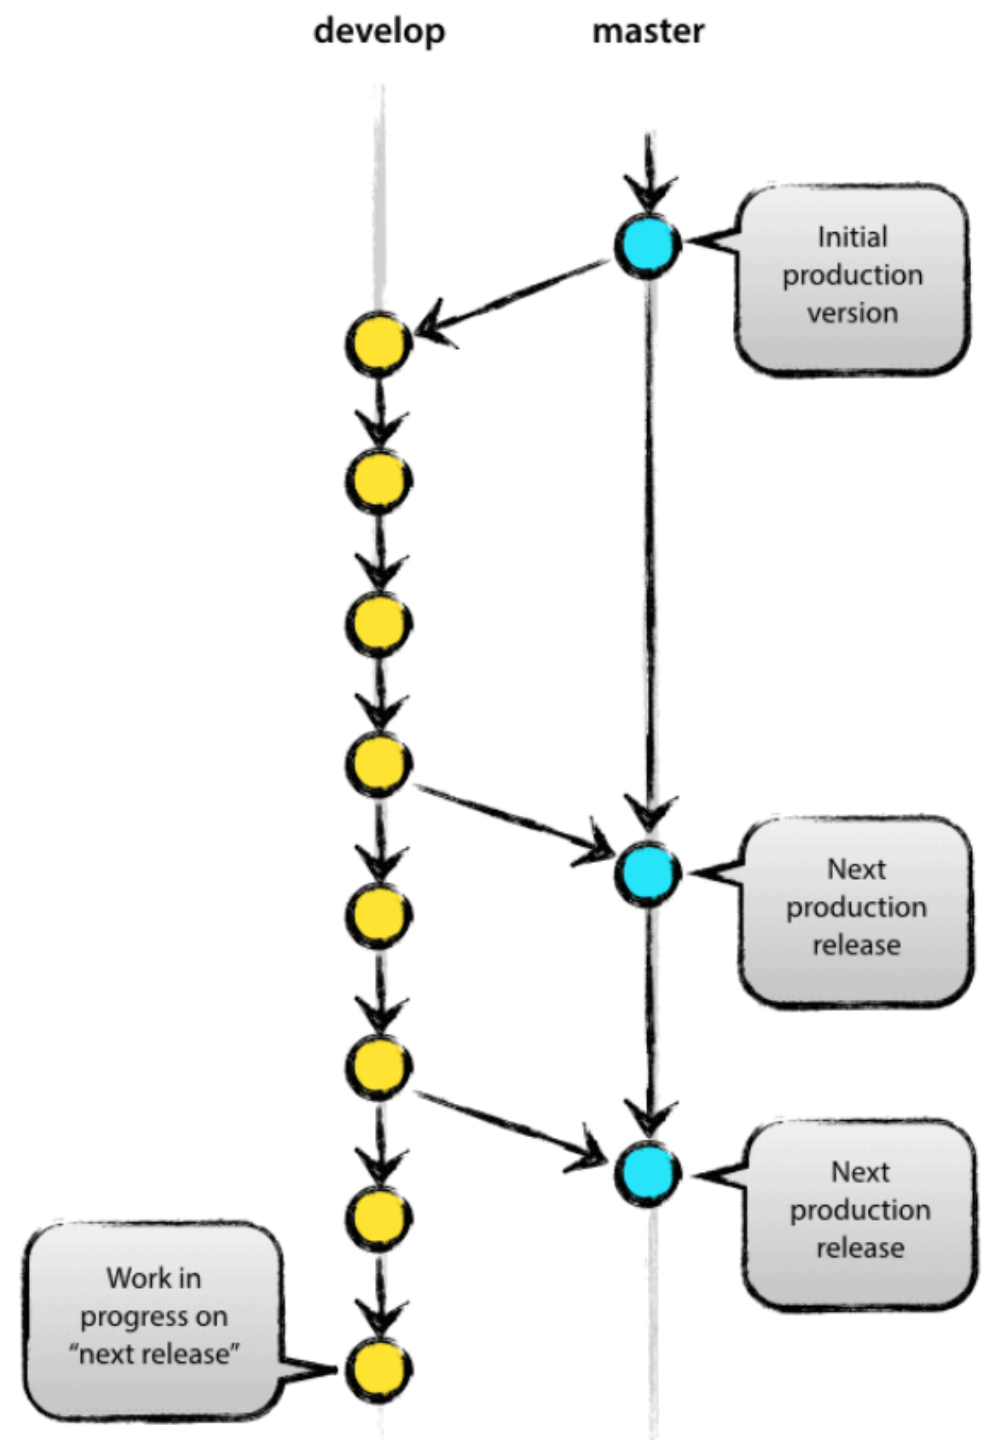 develop
master
Initial
production
version
Next
production
release
Next
production
release
Work in
progress on
“next release”